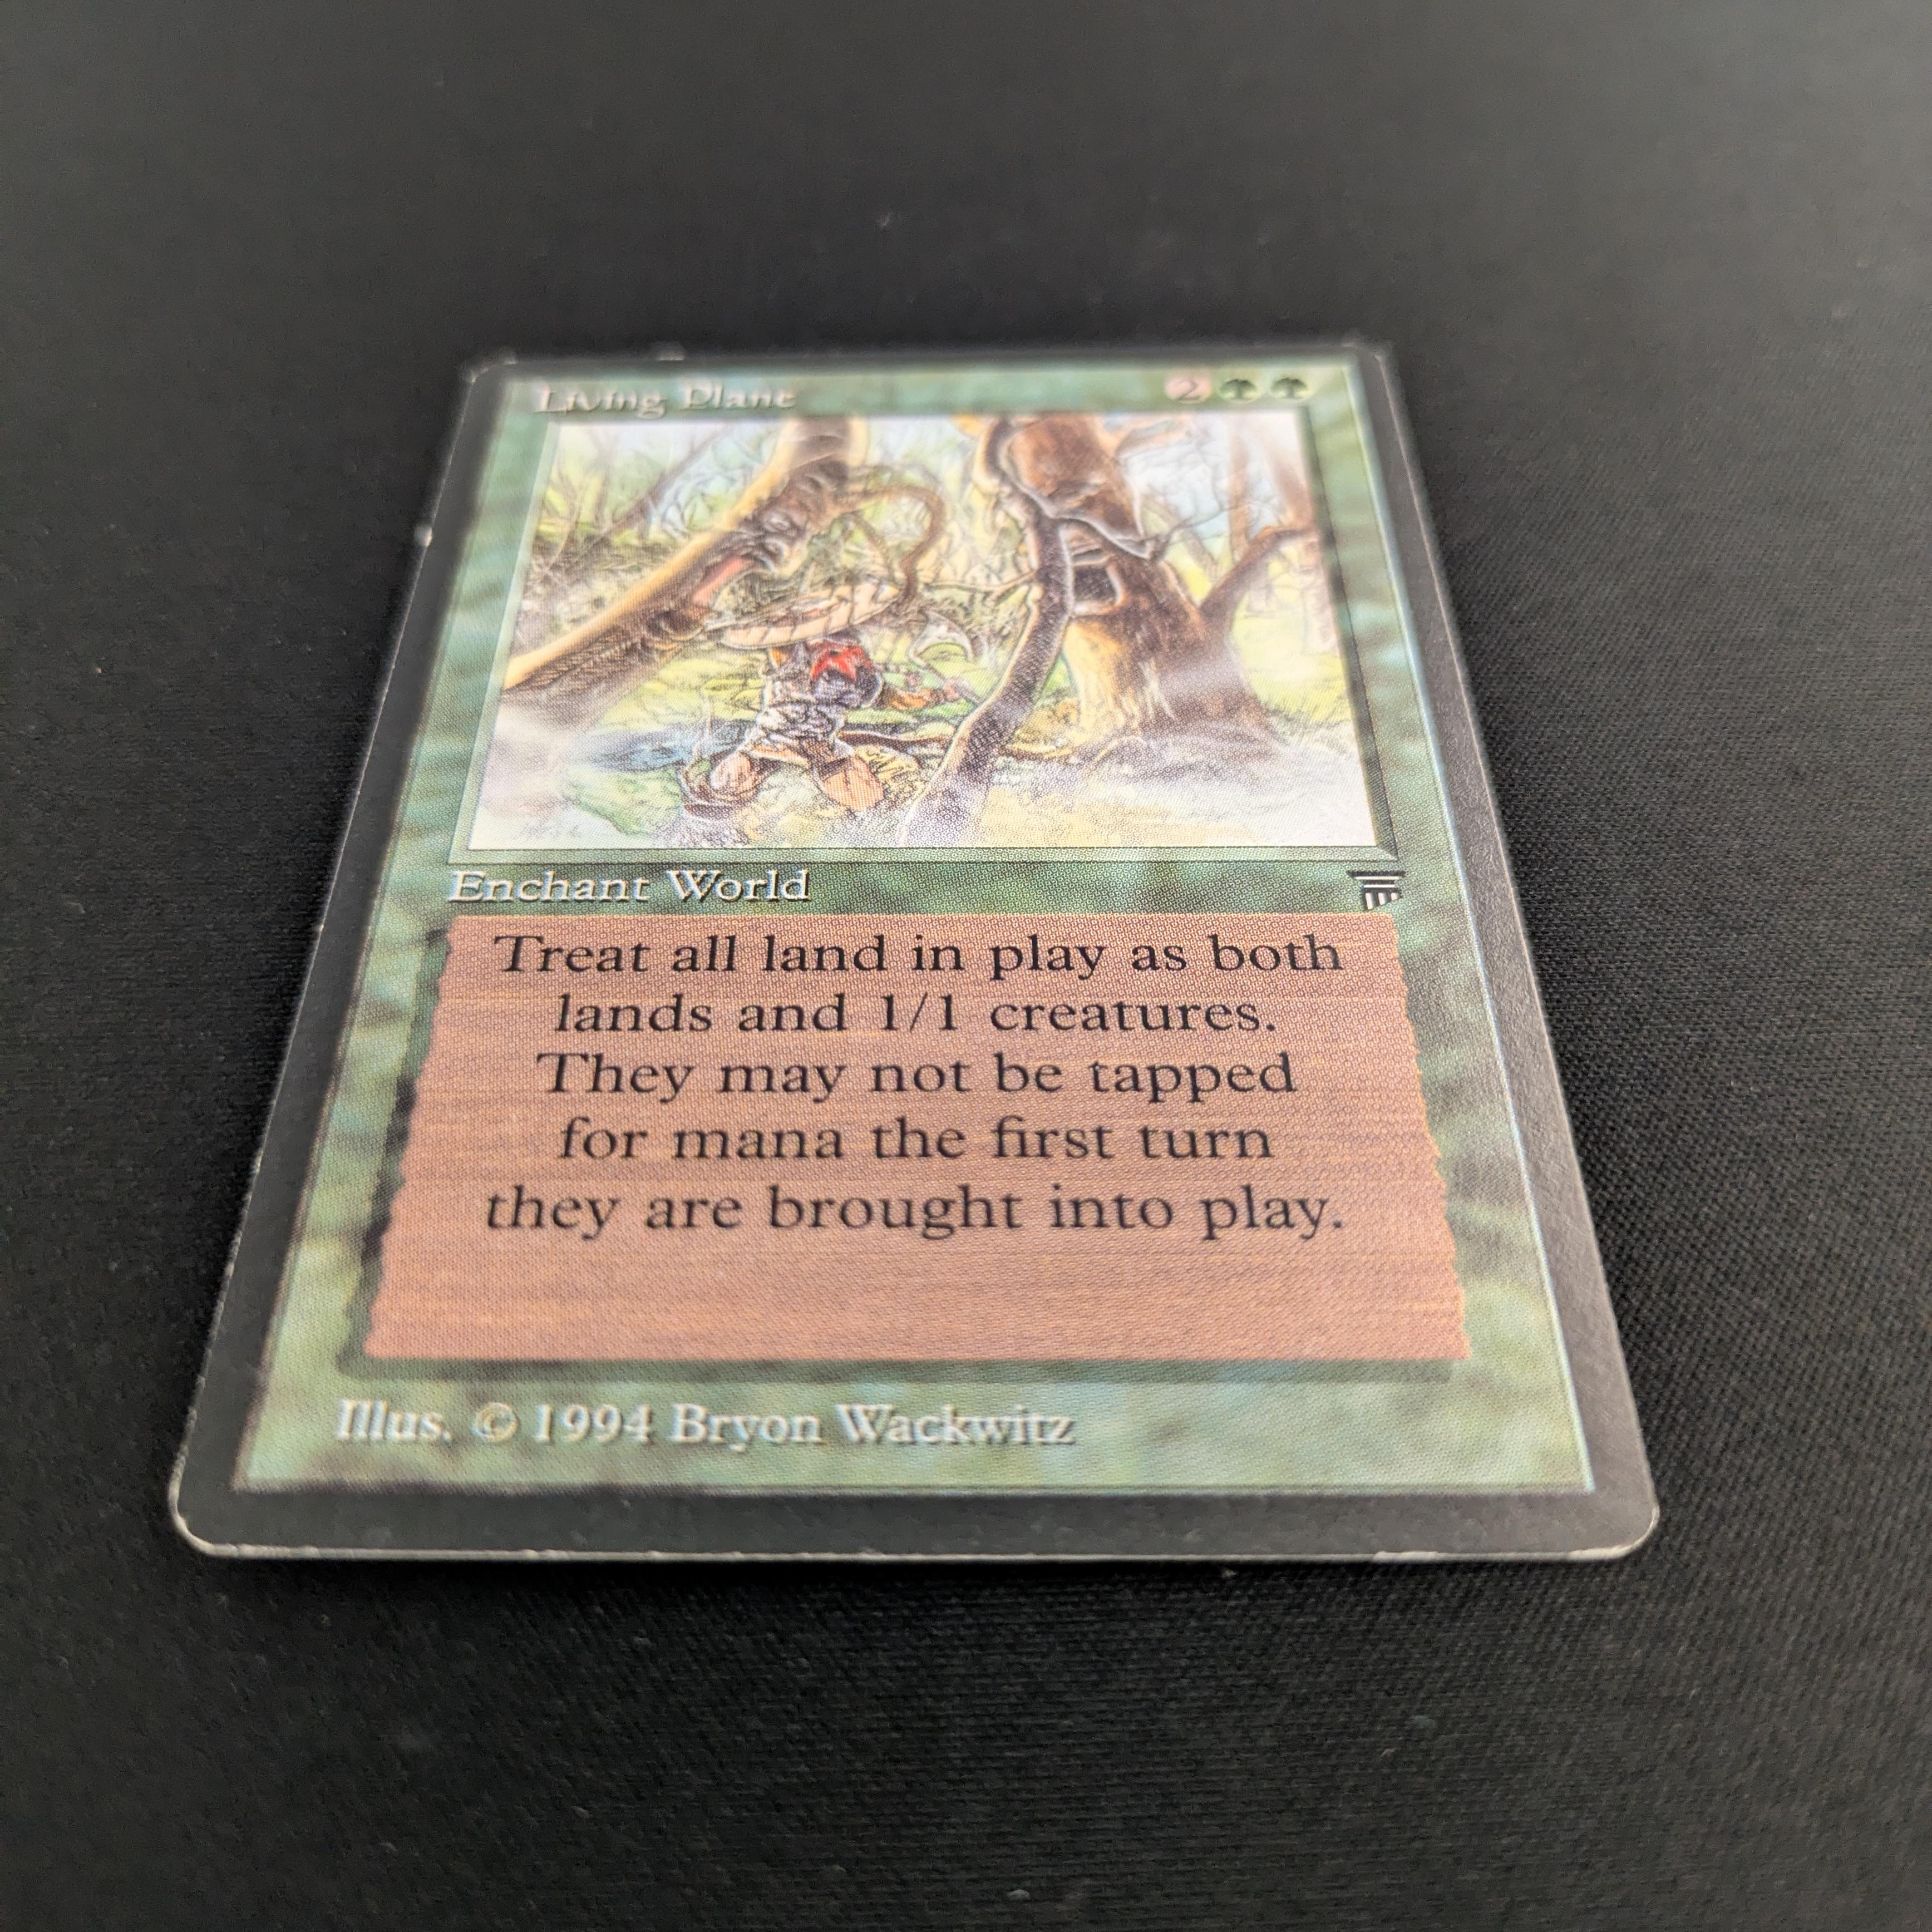 Living Plane
2
Enchant World
Treat all land in play as both
lands and 1/1 creatures.
They may not be tapped
for mana the first turn
they are brought into play.
Illus. © 1994 Bryon Wackwitz